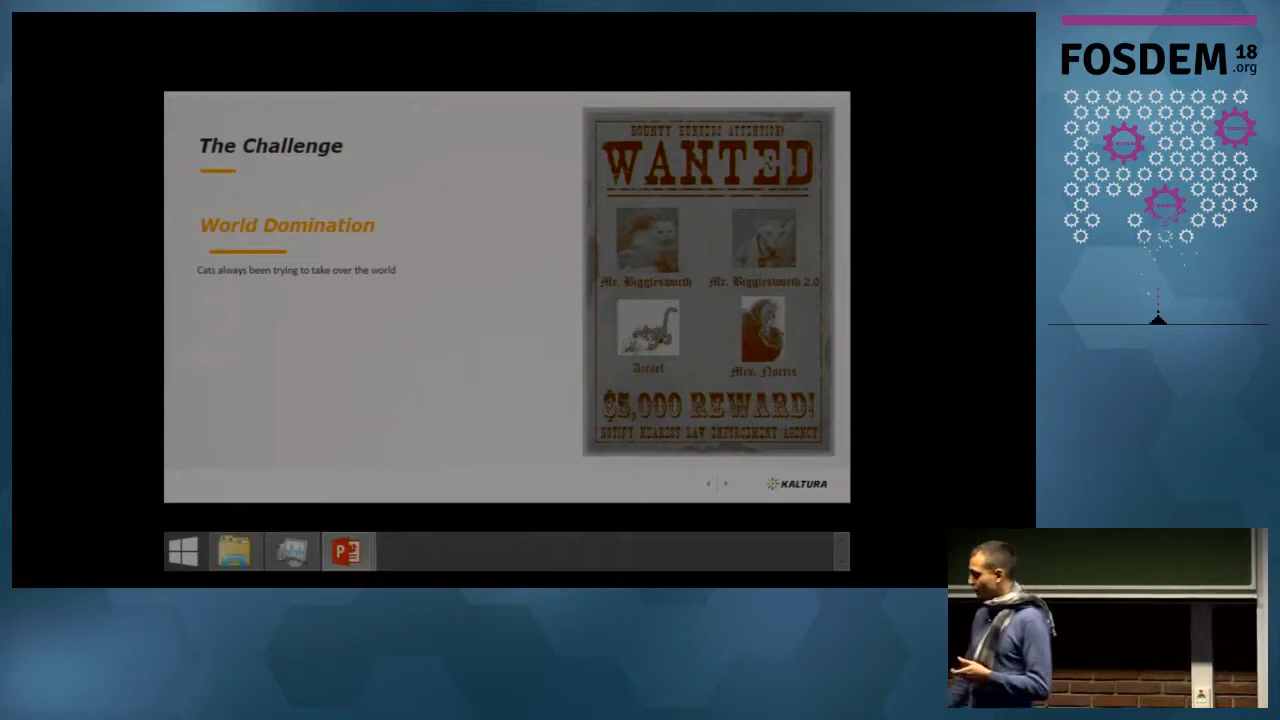 The Challenge
World Domination
Cats always been trying to take over the world
BOUNTY HUNTERS ATTENTION!
WANTED
Mr. Bigglesworth
Mr. Bigglesworth 2.0
Azrael
Mrs. Norris
$5,000 REWARD!
NOTIFY NEAREST LAW ENFORCEMENT AGENCY
KALTURA
FOSDEM 18
.org